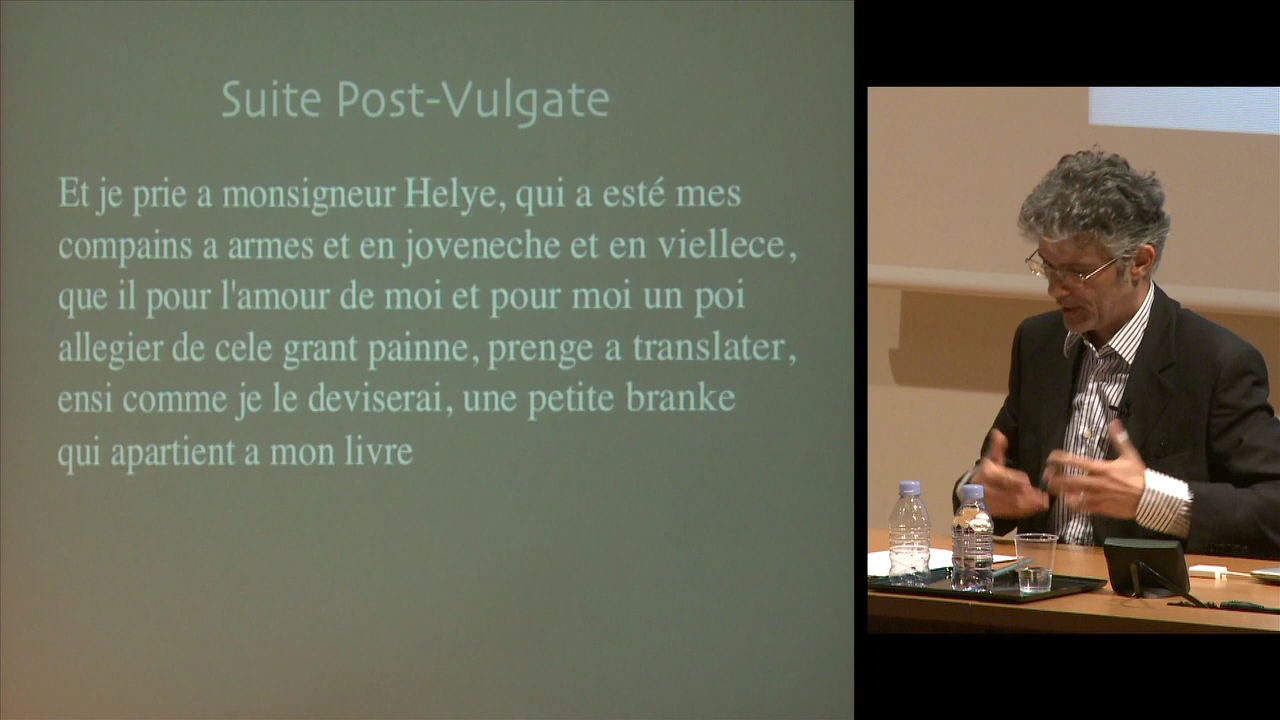 Suite Post-Vulgate
Et je prie a monsigneur Helye, qui a esté mes
compains a armes et en joveneche et en viellece,
que il pour l'amour de moi et pour moi un poi
allegier de cele grant painne, prenge a translater,
ensi comme je le deviserai, une petite branke
qui apartient a mon livre